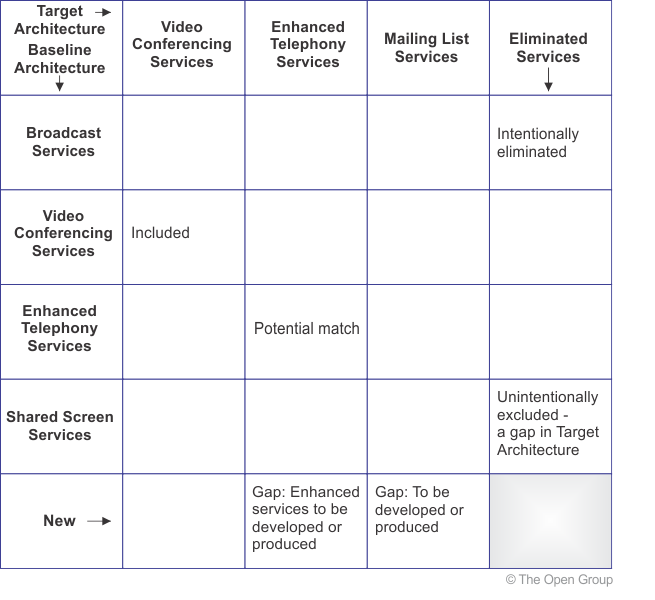 Target
Architecture
Baseline
Architecture
Video
Conferencing
Services
Enhanced
Telephony
Services
Mailing List
Services
Eliminated
Services
Broadcast
Services
Intentionally
eliminated
Video
Conferencing
Services
Included
Enhanced
Telephony
Services
Potential match
Shared Screen
Services
Unintentionally
excluded -
a gap in Target
Architecture
New
Gap: Enhanced
services to be
developed or
produced
Gap: To be
developed or
produced
© The Open Group